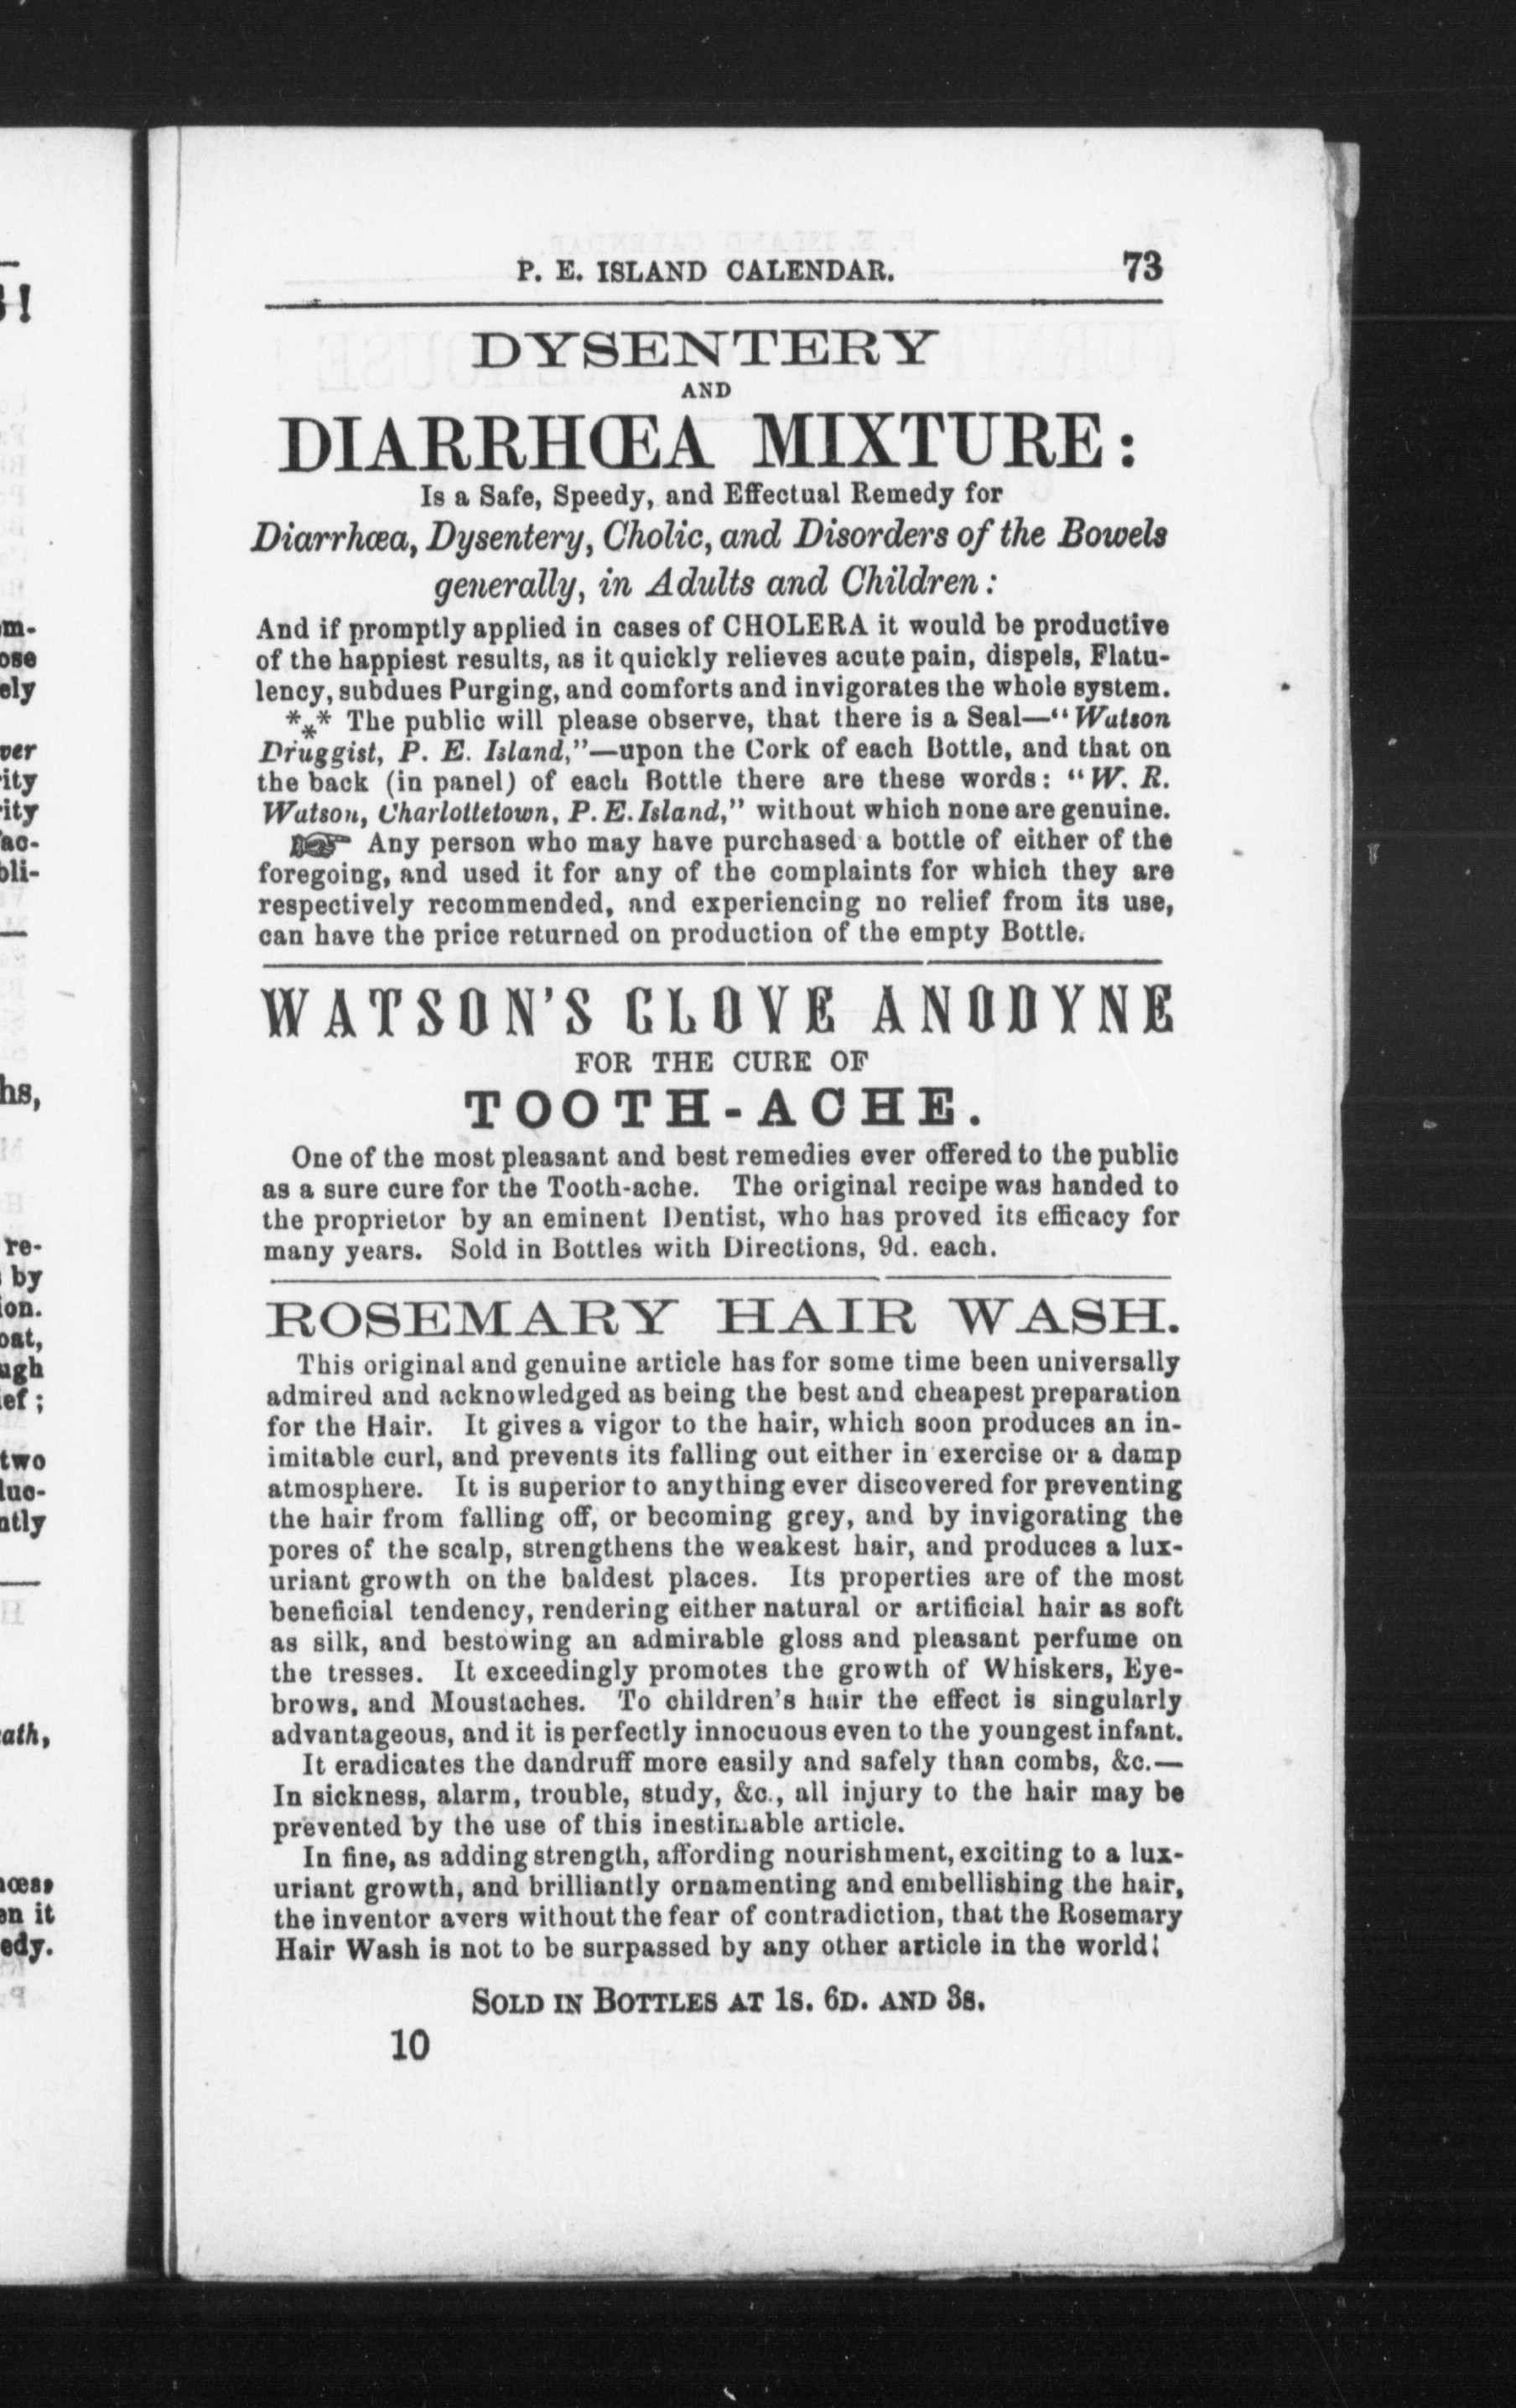 P. E. ISLAND CALENDAR. 73
DYSENTERY
AND
DIARRHŒA MIXTURE:
Is a Safe, Speedy, and Effectual Remedy for
Diarrhœa, Dysentery, Cholic, and Disorders of the Bowels
generally, in Adults and Children:
And if promptly applied in cases of CHOLERA it would be productive
of the happiest results, as it quickly relieves acute pain, dispels, Flatu-
lency, subdues Purging, and comforts and invigorates the whole system.
*** The public will please observe, that there is a Seal—"Watson
Druggist, P. E. Island,"—upon the Cork of each Bottle, and that on
the back (in panel) of each Bottle there are these words: "W. R.
Watson, Charlottetown, P. E. Island," without which none are genuine.
☞ Any person who may have purchased a bottle of either of the
foregoing, and used it for any of the complaints for which they are
respectively recommended, and experiencing no relief from its use,
can have the price returned on production of the empty Bottle.
WATSON'S CLOVE ANODYNE
FOR THE CURE OF
TOOTH-ACHE.
One of the most pleasant and best remedies ever offered to the public
as a sure cure for the Tooth-ache. The original recipe was handed to
the proprietor by an eminent Dentist, who has proved its efficacy for
many years. Sold in Bottles with Directions, 9d. each.
ROSEMARY HAIR WASH.
This original and genuine article has for some time been universally
admired and acknowledged as being the best and cheapest preparation
for the Hair. It gives a vigor to the hair, which soon produces an in-
imitable curl, and prevents its falling out either in exercise or a damp
atmosphere. It is superior to anything ever discovered for preventing
the hair from falling off, or becoming grey, and by invigorating the
pores of the scalp, strengthens the weakest hair, and produces a lux-
uriant growth on the baldest places. Its properties are of the most
beneficial tendency, rendering either natural or artificial hair as soft
as silk, and bestowing an admirable gloss and pleasant perfume on
the tresses. It exceedingly promotes the growth of Whiskers, Eye-
brows, and Moustaches. To children's hair the effect is singularly
advantageous, and it is perfectly innocuous even to the youngest infant.
It eradicates the dandruff more easily and safely than combs, &c.—
In sickness, alarm, trouble, study, &c., all injury to the hair may be
prevented by the use of this inestimable article.
In fine, as adding strength, affording nourishment, exciting to a lux-
uriant growth, and brilliantly ornamenting and embellishing the hair,
the inventor avers without the fear of contradiction, that the Rosemary
Hair Wash is not to be surpassed by any other article in the world!
SOLD IN BOTTLES AT 1S. 6D. AND 3S.
10